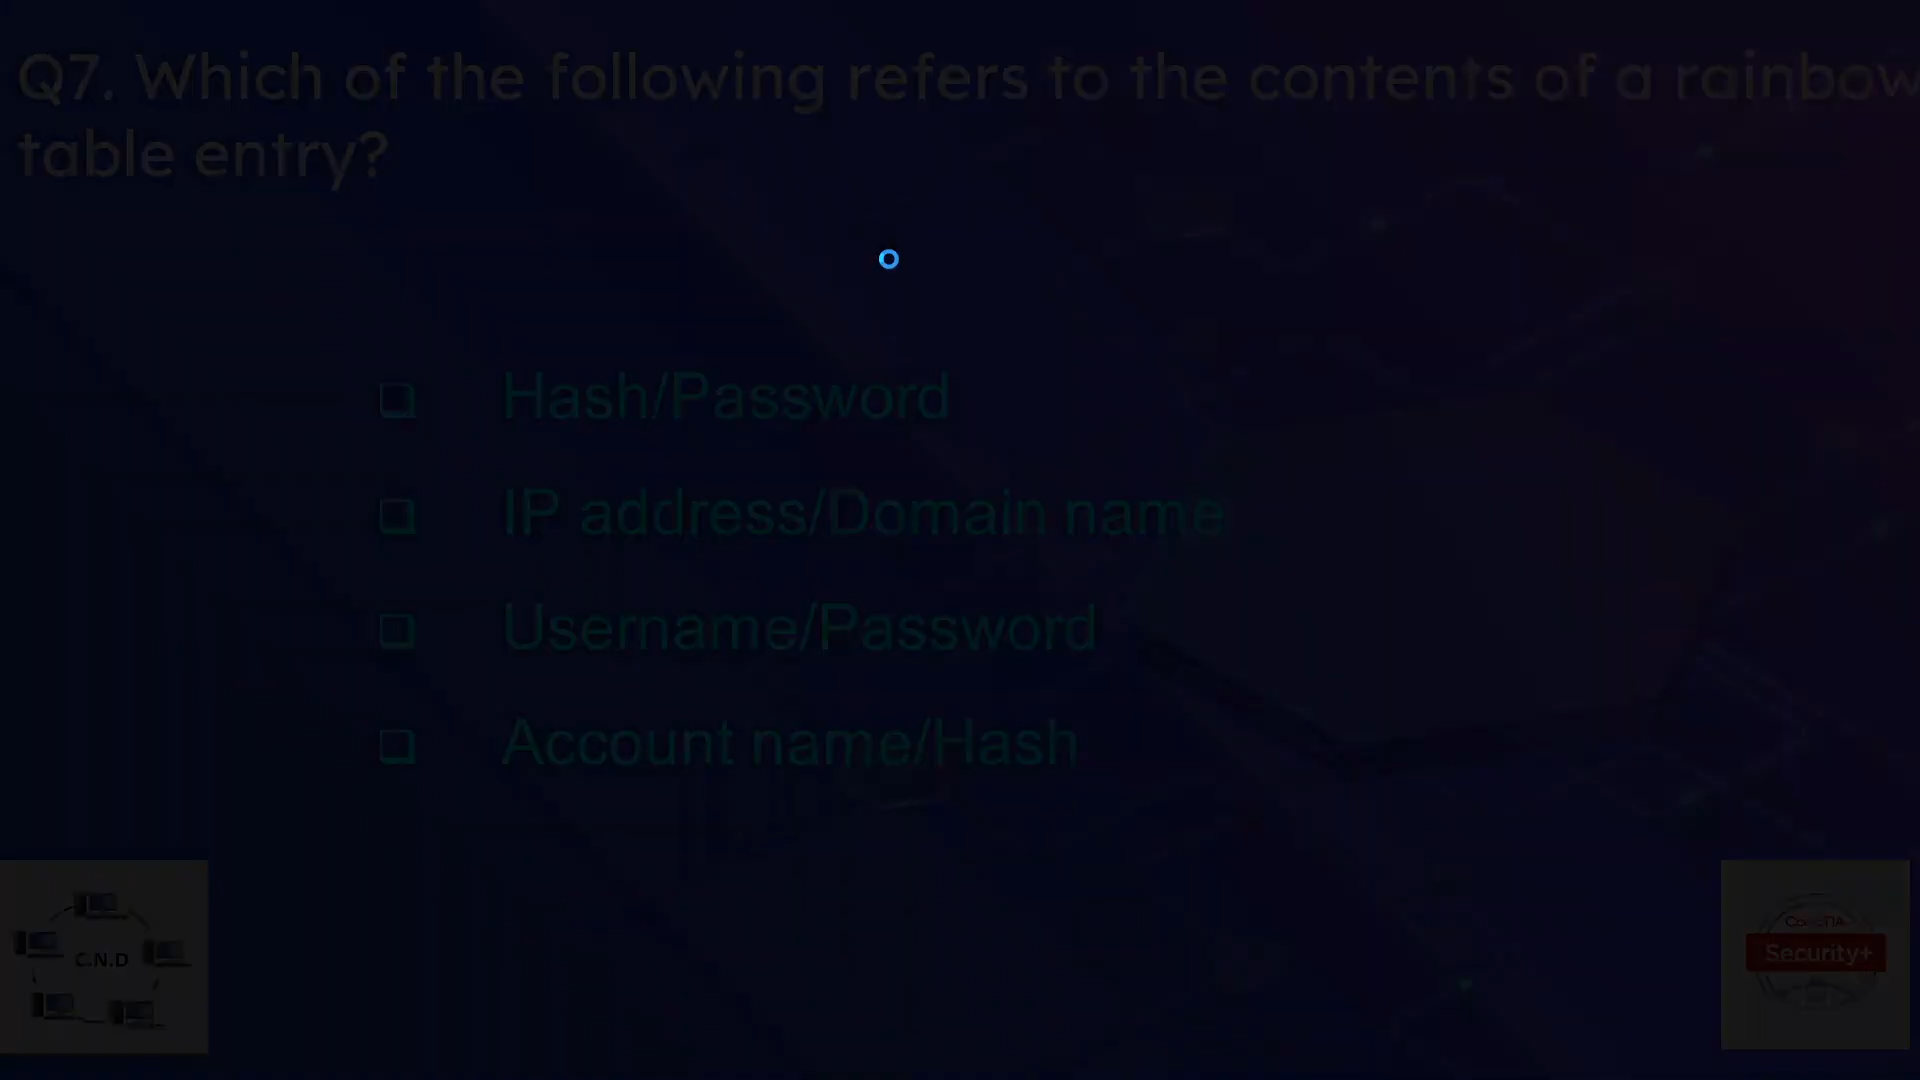 Q7. Which of the following refers to the contents of a rainbow
table entry?
❑ Hash/Password
❑ IP address/Domain name
❑ Username/Password
❑ Account name/Hash
C.N.D
CompTIA
Security+